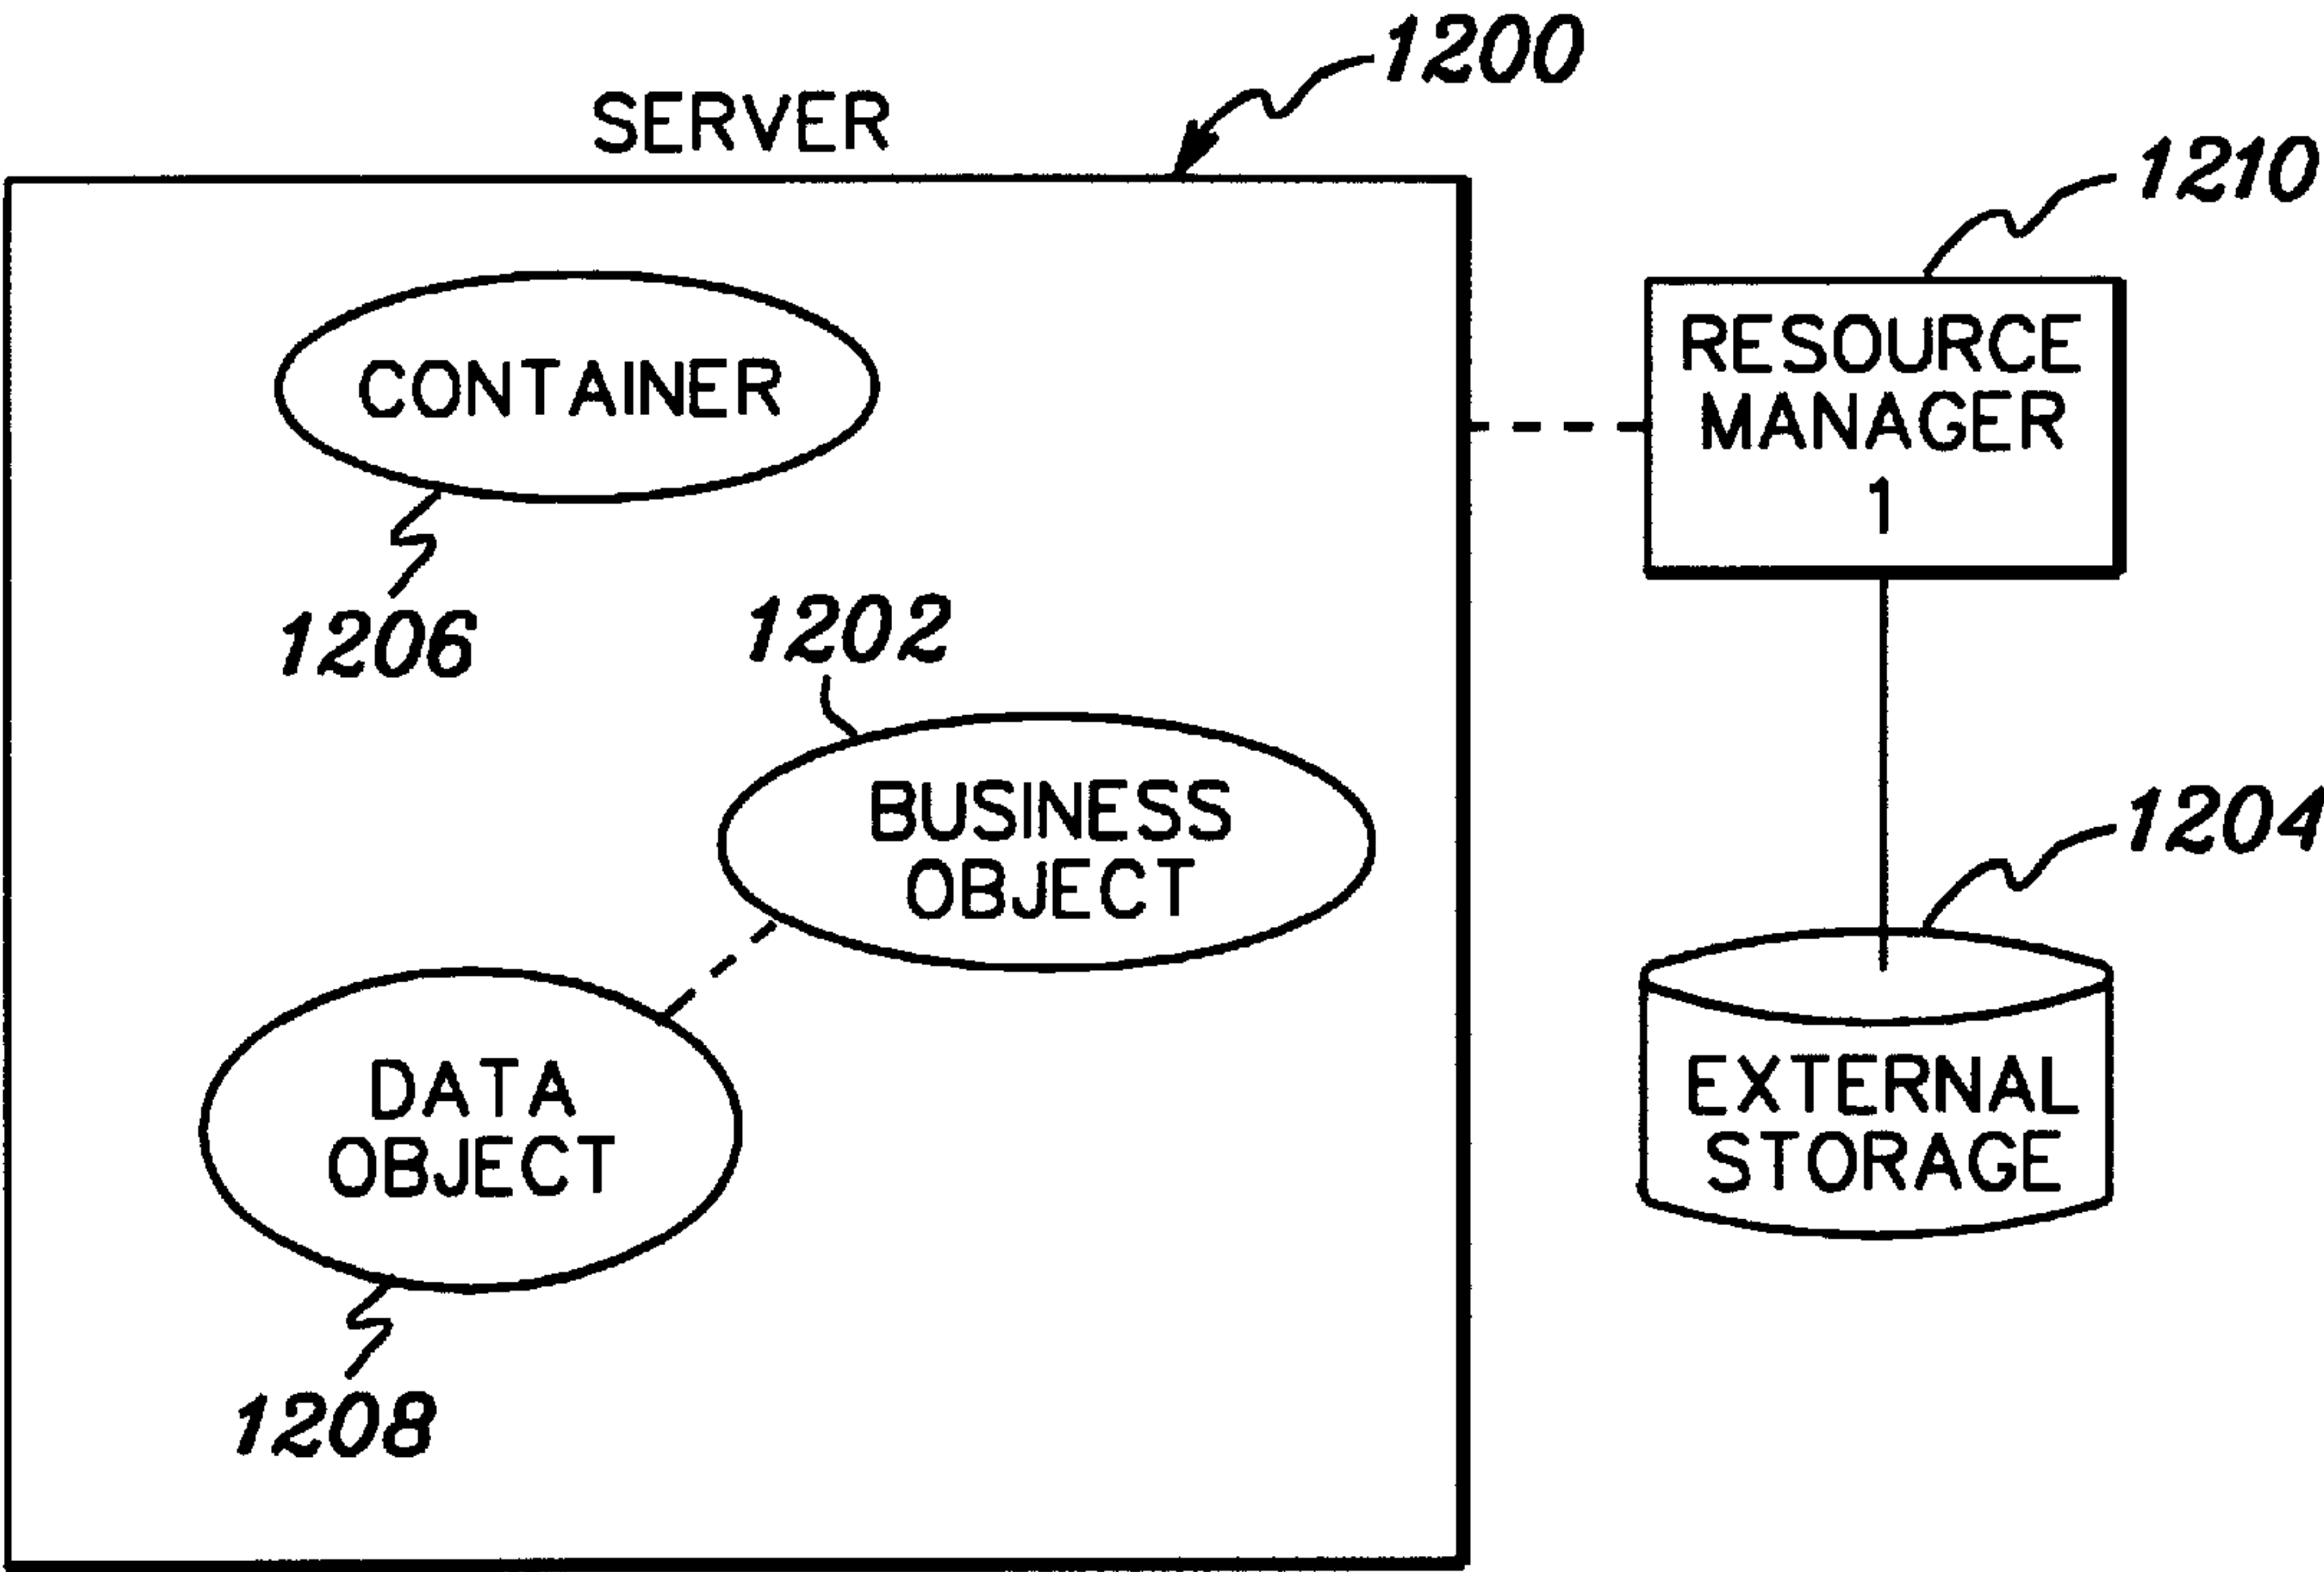 1200
SERVER
1210
CONTAINER
RESOURCE
MANAGER
1
1206
1202
BUSINESS
OBJECT
1204
DATA
OBJECT
EXTERNAL
STORAGE
1208